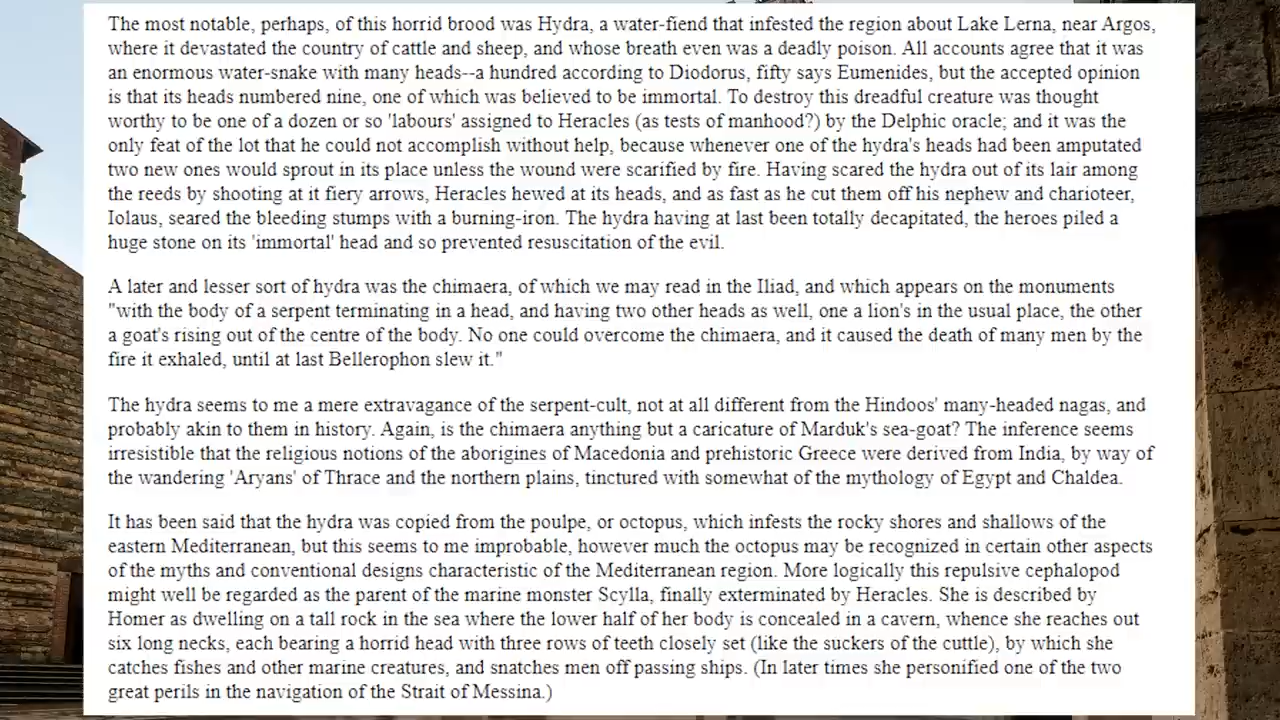 The most notable, perhaps, of this horrid brood was Hydra, a water-fiend that infested the region about Lake Lerna, near Argos,
where it devastated the country of cattle and sheep, and whose breath even was a deadly poison. All accounts agree that it was
an enormous water-snake with many heads--a hundred according to Diodorus, fifty says Eumenides, but the accepted opinion
is that its heads numbered nine, one of which was believed to be immortal. To destroy this dreadful creature was thought
worthy to be one of a dozen or so 'labours' assigned to Heracles (as tests of manhood?) by the Delphic oracle; and it was the
only feat of the lot that he could not accomplish without help, because whenever one of the hydra's heads had been amputated
two new ones would sprout in its place unless the wound were scarified by fire. Having scared the hydra out of its lair among
the reeds by shooting at it fiery arrows, Heracles hewed at its heads, and as fast as he cut them off his nephew and charioteer,
Iolaus, seared the bleeding stumps with a burning-iron. The hydra having at last been totally decapitated, the heroes piled a
huge stone on its 'immortal' head and so prevented resuscitation of the evil.
A later and lesser sort of hydra was the chimaera, of which we may read in the Iliad, and which appears on the monuments
"with the body of a serpent terminating in a head, and having two other heads as well, one a lion's in the usual place, the other
a goat's rising out of the centre of the body. No one could overcome the chimaera, and it caused the death of many men by the
fire it exhaled, until at last Bellerophon slew it."
The hydra seems to me a mere extravagance of the serpent-cult, not at all different from the Hindoos' many-headed nagas, and
probably akin to them in history. Again, is the chimaera anything but a caricature of Marduk's sea-goat? The inference seems
irresistible that the religious notions of the aborigines of Macedonia and prehistoric Greece were derived from India, by way of
the wandering 'Aryans' of Thrace and the northern plains, tinctured with somewhat of the mythology of Egypt and Chaldea.
It has been said that the hydra was copied from the poulpe, or octopus, which infests the rocky shores and shallows of the
eastern Mediterranean, but this seems to me improbable, however much the octopus may be recognized in certain other aspects
of the myths and conventional designs characteristic of the Mediterranean region. More logically this repulsive cephalopod
might well be regarded as the parent of the marine monster Scylla, finally exterminated by Heracles. She is described by
Homer as dwelling on a tall rock in the sea where the lower half of her body is concealed in a cavern, whence she reaches out
six long necks, each bearing a horrid head with three rows of teeth closely set (like the suckers of the cuttle), by which she
catches fishes and other marine creatures, and snatches men off passing ships. (In later times she personified one of the two
great perils in the navigation of the Strait of Messina.)